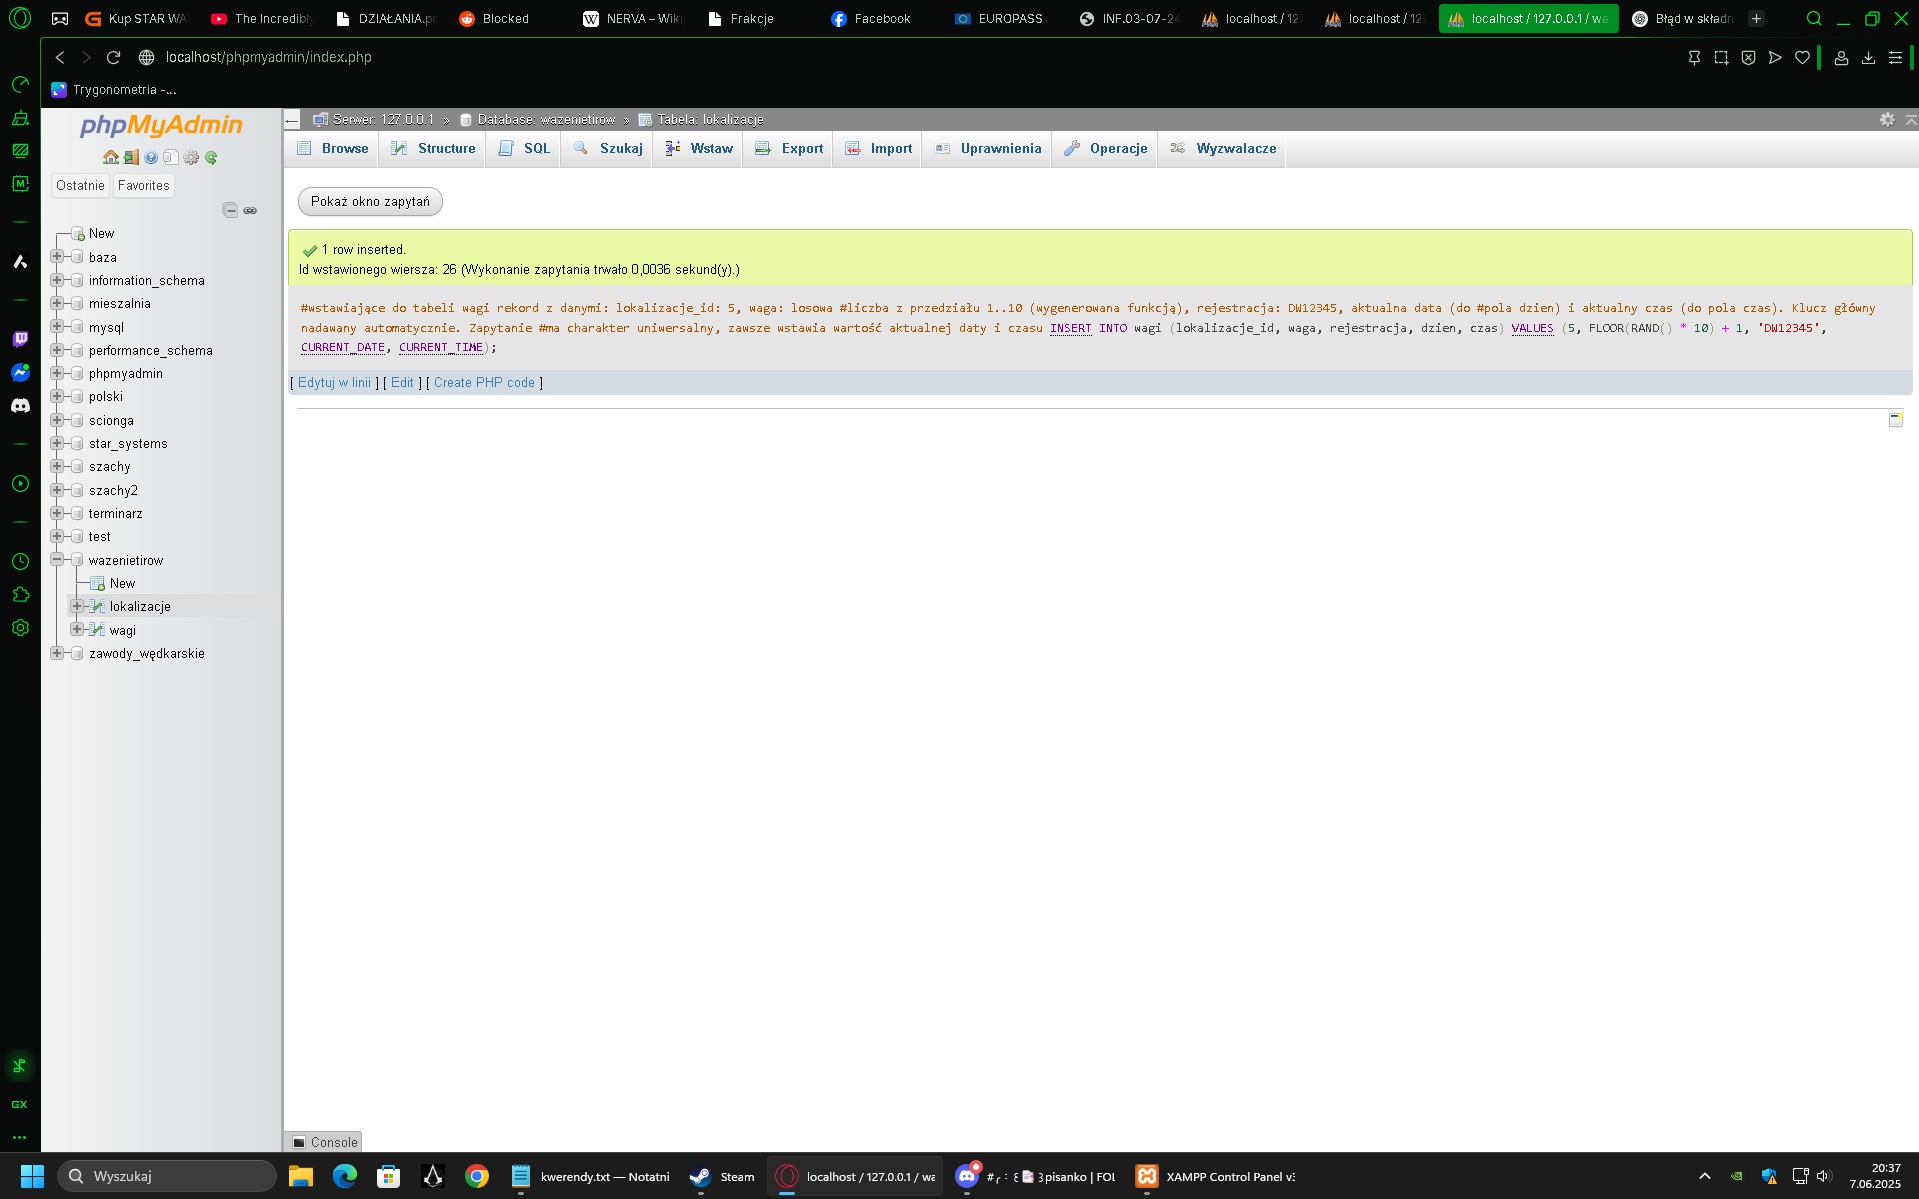 Kup STAR WA
The Incredibl
DZIAŁANIA.pc
Blocked
NERVA – Wiki
Frakcje
Facebook
EUROPASS
INF.03-07-24
localhost / 127
localhost / 127
localhost / 127.0.0.1 / wa
Błąd w składn
localhost/phpmyadmin/index.php
Trygonometria -...
phpMyAdmin
Ostatnie
Favorites
New
baza
information_schema
mieszalnia
mysql
performance_schema
phpmyadmin
polski
scionga
star_systems
szachy
szachy2
terminarz
test
wazenietirow
New
lokalizacje
wagi
zawody_wędkarskie
Serwer: 127.0.0.1 » Database: wazenietirow » Tabela: lokalizacje
Browse
Structure
SQL
Szukaj
Wstaw
Export
Import
Uprawnienia
Operacje
Wyzwalacze
Pokaż okno zapytań
1 row inserted.
Id wstawionego wiersza: 26 (Wykonanie zapytania trwało 0,0036 sekund(y).)
#wstawiające do tabeli wagi rekord z danymi: lokalizacje_id: 5, waga: losowa #liczba z przedziału 1..10 (wygenerowana funkcją), rejestracja: DW12345, aktualna data (do #pola dzien) i aktualny czas (do pola czas). Klucz główny
nadawany automatycznie. Zapytanie #ma charakter uniwersalny, zawsze wstawia wartość aktualnej daty i czasu INSERT INTO wagi (lokalizacje_id, waga, rejestracja, dzien, czas) VALUES (5, FLOOR(RAND() * 10) + 1, 'DW12345',
CURRENT_DATE, CURRENT_TIME);
[ Edytuj w linii ] [ Edit ] [ Create PHP code ]
Console
GX
Wyszukaj
kwerendy.txt — Notatni
Steam
localhost / 127.0.0.1 / wa
pisanko | FOL
XAMPP Control Panel v3
20:37
7.06.2025